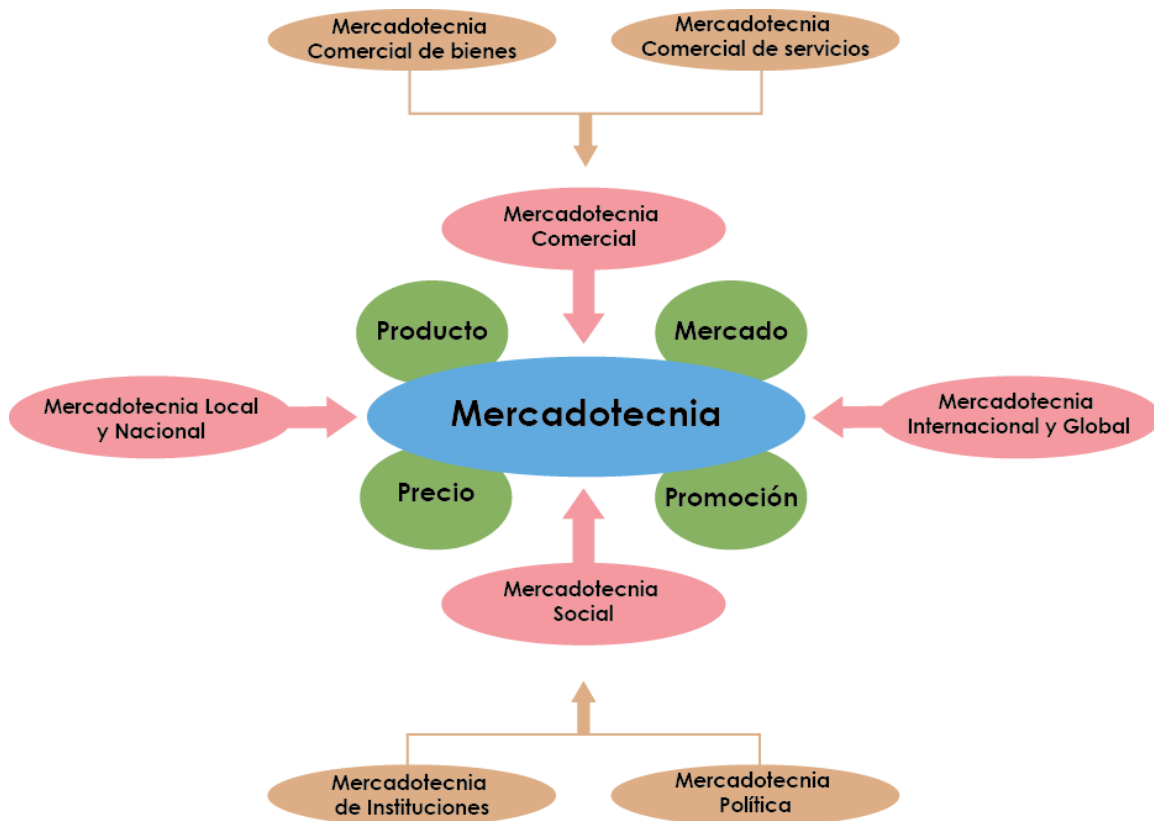 Mercadotecnia
Comercial de bienes
Mercadotecnia
Comercial de servicios
Mercadotecnia
Comercial
Producto
Mercado
Mercadotecnia Local
y Nacional
Mercadotecnia
Mercadotecnia
Internacional y Global
Precio
Promoción
Mercadotecnia
Social
Mercadotecnia
de Instituciones
Mercadotecnia
Política